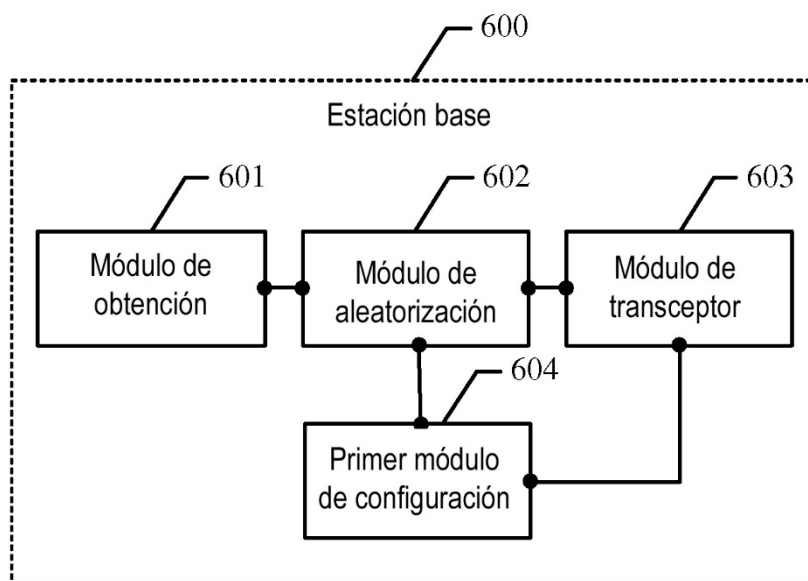 600
Estación base
601
602
603
Módulo de
obtención
Módulo de
aleatorización
Módulo de
transceptor
604
Primer módulo
de configuración